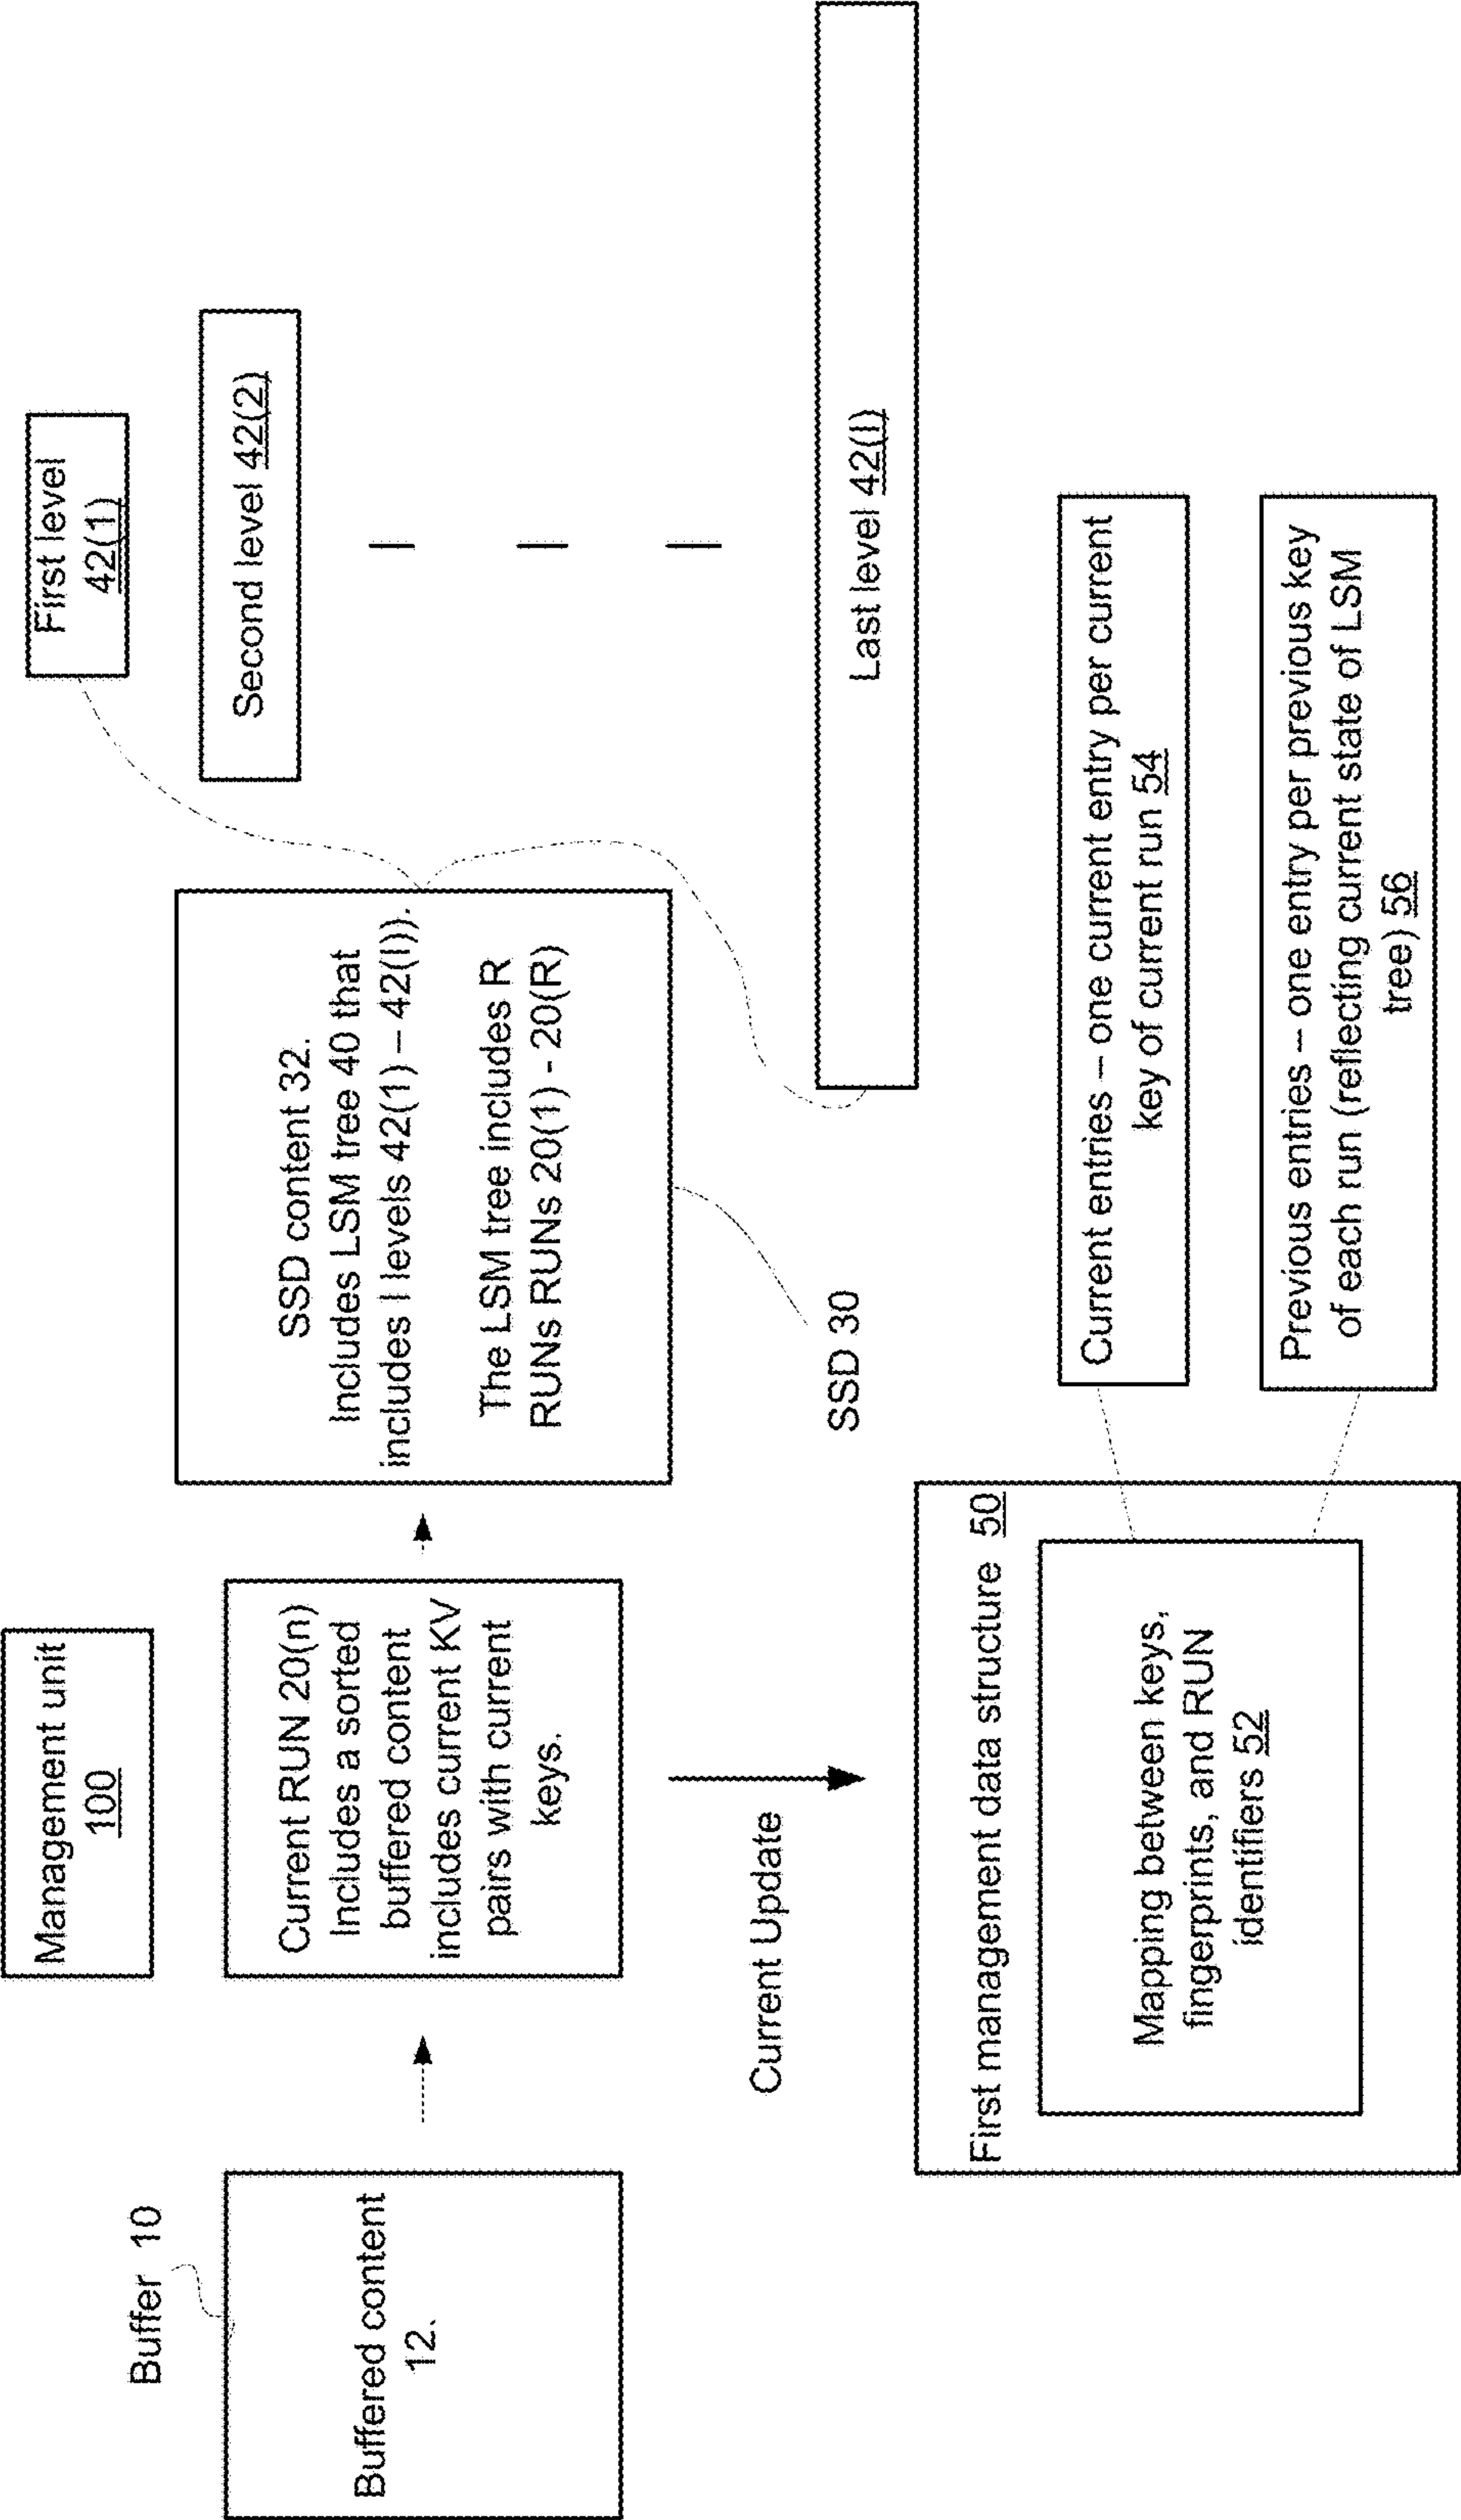 Buffer 10
Buffered content
12.
Management unit
100
Current RUN 20(n)
Includes a sorted
buffered content
includes current KV
pairs with current
keys.
SSD content 32.
Includes LSM tree 40 that
includes I levels 42(1) – 42(I)).
The LSM tree includes R
RUNs RUNs 20(1) - 20(R)
SSD 30
First level
42(1)
Second level 42(2)
Last level 42(I)
Current Update
First management data structure 50
Mapping between keys,
fingerprints, and RUN
identifiers 52
Current entries – one current entry per current
key of current run 54
Previous entries – one entry per previous key
of each run (reflecting current state of LSM
tree) 56